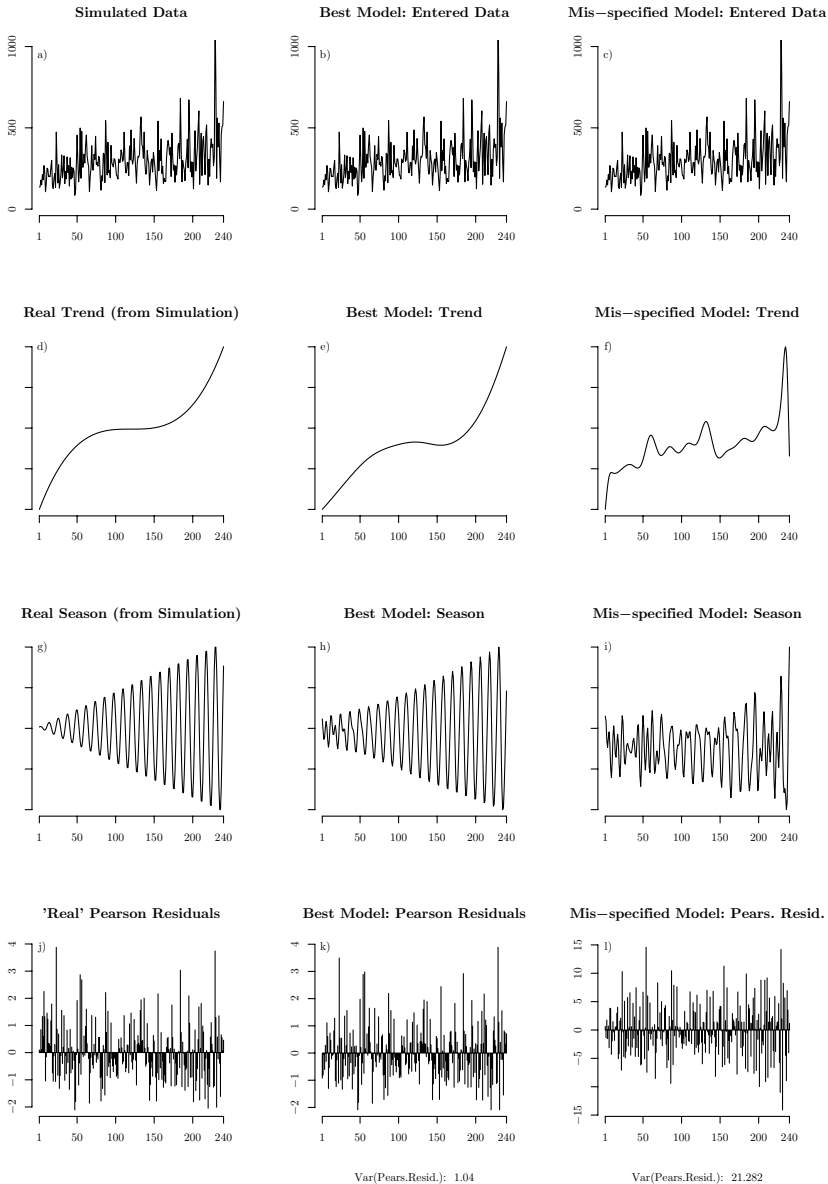 Simulated Data
Best Model: Entered Data
Mis−specified Model: Entered Data
a)
b)
c)
0 500 1000
0 500 1000
0 500 1000
1 50 100 150 200 240
1 50 100 150 200 240
1 50 100 150 200 240
Real Trend (from Simulation)
Best Model: Trend
Mis−specified Model: Trend
d)
e)
f)
1 50 100 150 200 240
1 50 100 150 200 240
1 50 100 150 200 240
Real Season (from Simulation)
Best Model: Season
Mis−specified Model: Season
g)
h)
i)
1 50 100 150 200 240
1 50 100 150 200 240
1 50 100 150 200 240
'Real' Pearson Residuals
Best Model: Pearson Residuals
Mis−specified Model: Pears. Resid.
j)
k)
l)
−2 −1 0 1 2 3 4
−2 −1 0 1 2 3 4
−15 −5 0 5 10 15
1 50 100 150 200 240
1 50 100 150 200 240
1 50 100 150 200 240
Var(Pears.Resid.): 1.04
Var(Pears.Resid.): 21.282